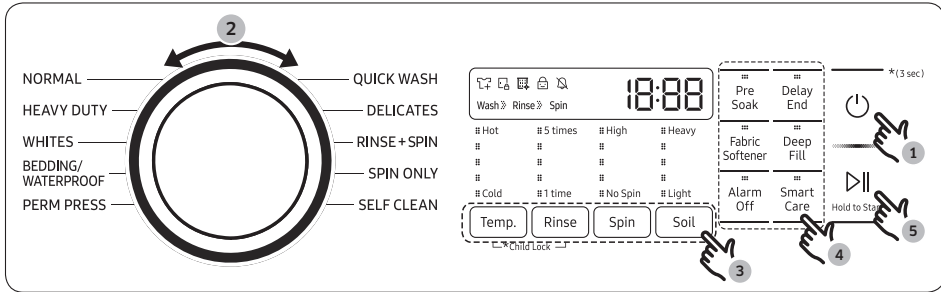 2
NORMAL
HEAVY DUTY
WHITES
BEDDING/
WATERPROOF
PERM PRESS
QUICK WASH
DELICATES
RINSE+SPIN
SPIN ONLY
SELF CLEAN
18:88
Wash» Rinse» Spin
Hot 5 times High Heavy
Cold 1 time No Spin Light
Temp. Rinse Spin Soil
*Child Lock
3
Pre
Soak
Delay
End
Fabric
Softener
Deep
Fill
Alarm
Off
Smart
Care
4
*(3 sec)
1
Hold to Start
5